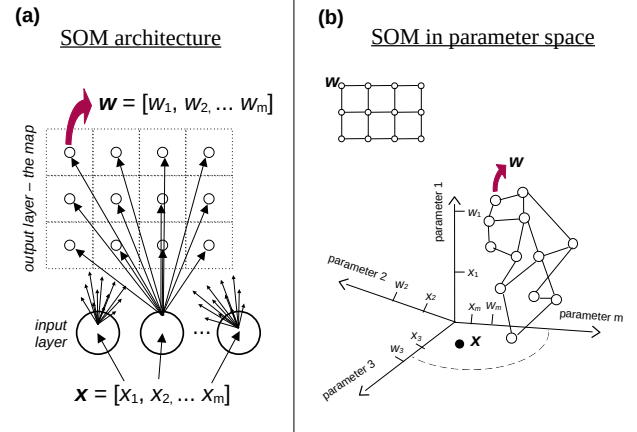 (a)
SOM architecture
w = [w1, w2, ... wm]
output layer – the map
input
layer
...
x = [x1, x2, ... xm]
(b)
SOM in parameter space
w
w
parameter 1
w1
x1
parameter 2
w2
x2
xm
wm
parameter m
x3
w3
parameter 3
x